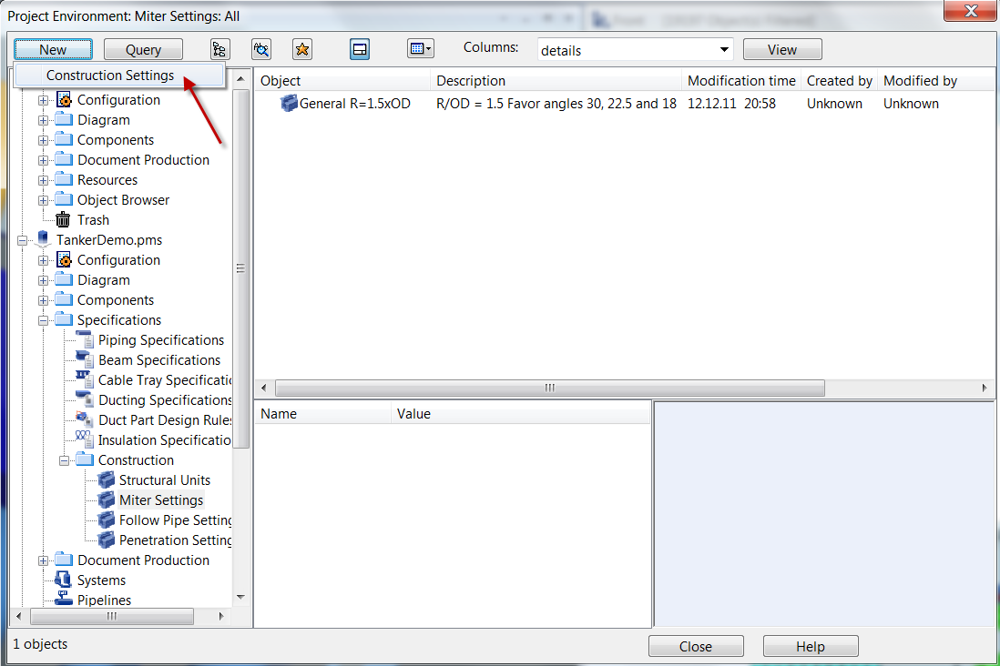 Project Environment: Miter Settings: All
New Query Columns: details View
Construction Settings
Object Description Modification time Created by Modified by
General R=1.5xOD R/OD = 1.5 Favor angles 30, 22.5 and 18 12.12.11 20:58 Unknown Unknown
Configuration
Diagram
Components
Document Production
Resources
Object Browser
Trash
TankerDemo.pms
Configuration
Diagram
Components
Specifications
Piping Specifications
Beam Specifications
Cable Tray Specificatio
Ducting Specifications
Duct Part Design Rules
Insulation Specificatio
Construction
Structural Units
Miter Settings
Follow Pipe Setting
Penetration Setting
Document Production
Systems
Pipelines
Name Value
1 objects
Close Help